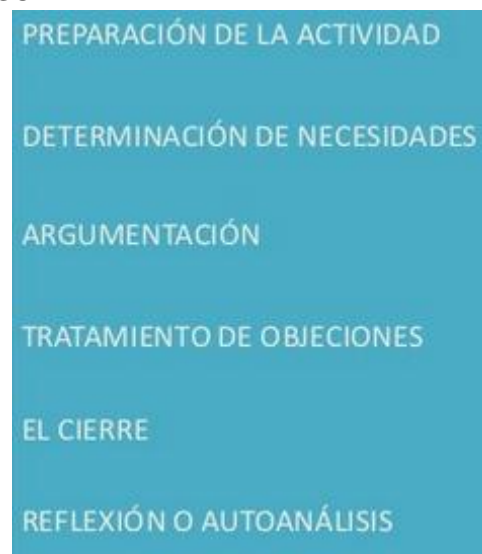 PREPARACIÓN DE LA ACTIVIDAD
DETERMINACIÓN DE NECESIDADES
ARGUMENTACIÓN
TRATAMIENTO DE OBJECIONES
EL CIERRE
REFLEXIÓN O AUTOANÁLISIS